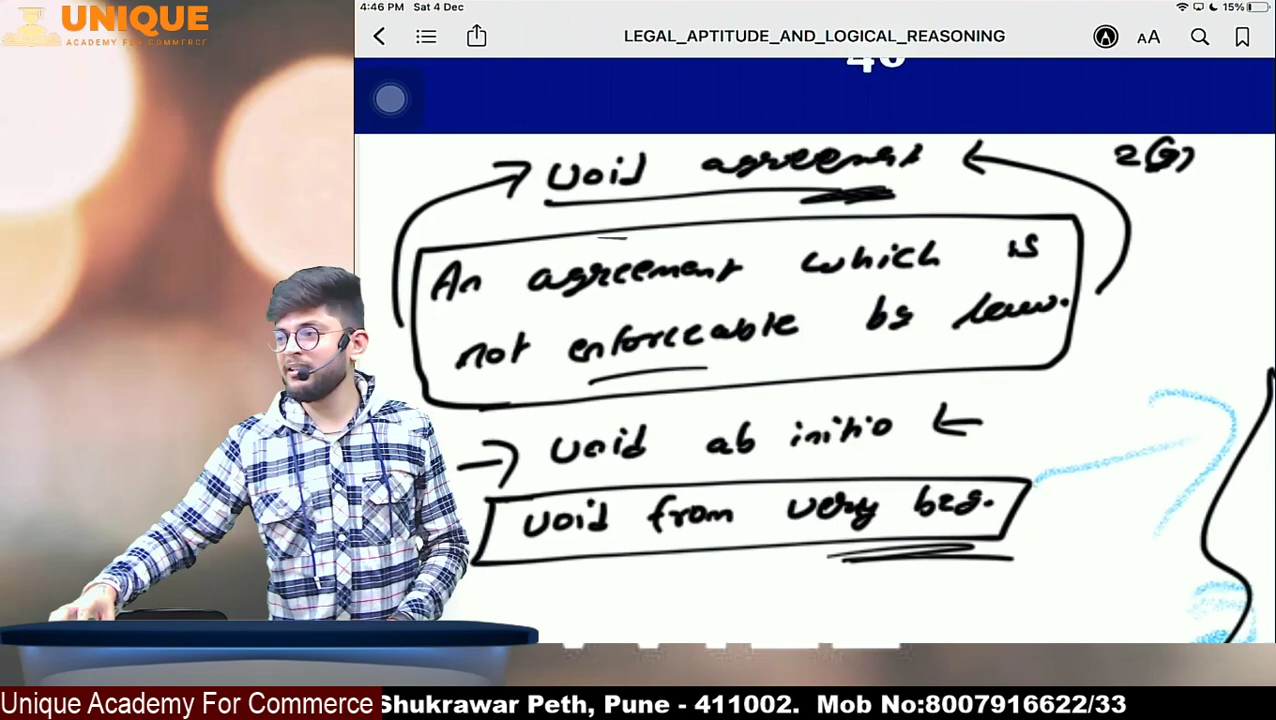 UNIQUE
ACADEMY FOR COMMERCE
4:46 PM Sat 4 Dec
15%
LEGAL_APTITUDE_AND_LOGICAL_REASONING
AA
46
void agreement
2(g)
An agreement which is
not enforceable by law.
void ab initio
void from very beg.
Unique Academy For Commerce
Shukrawar Peth, Pune - 411002. Mob No:8007916622/33